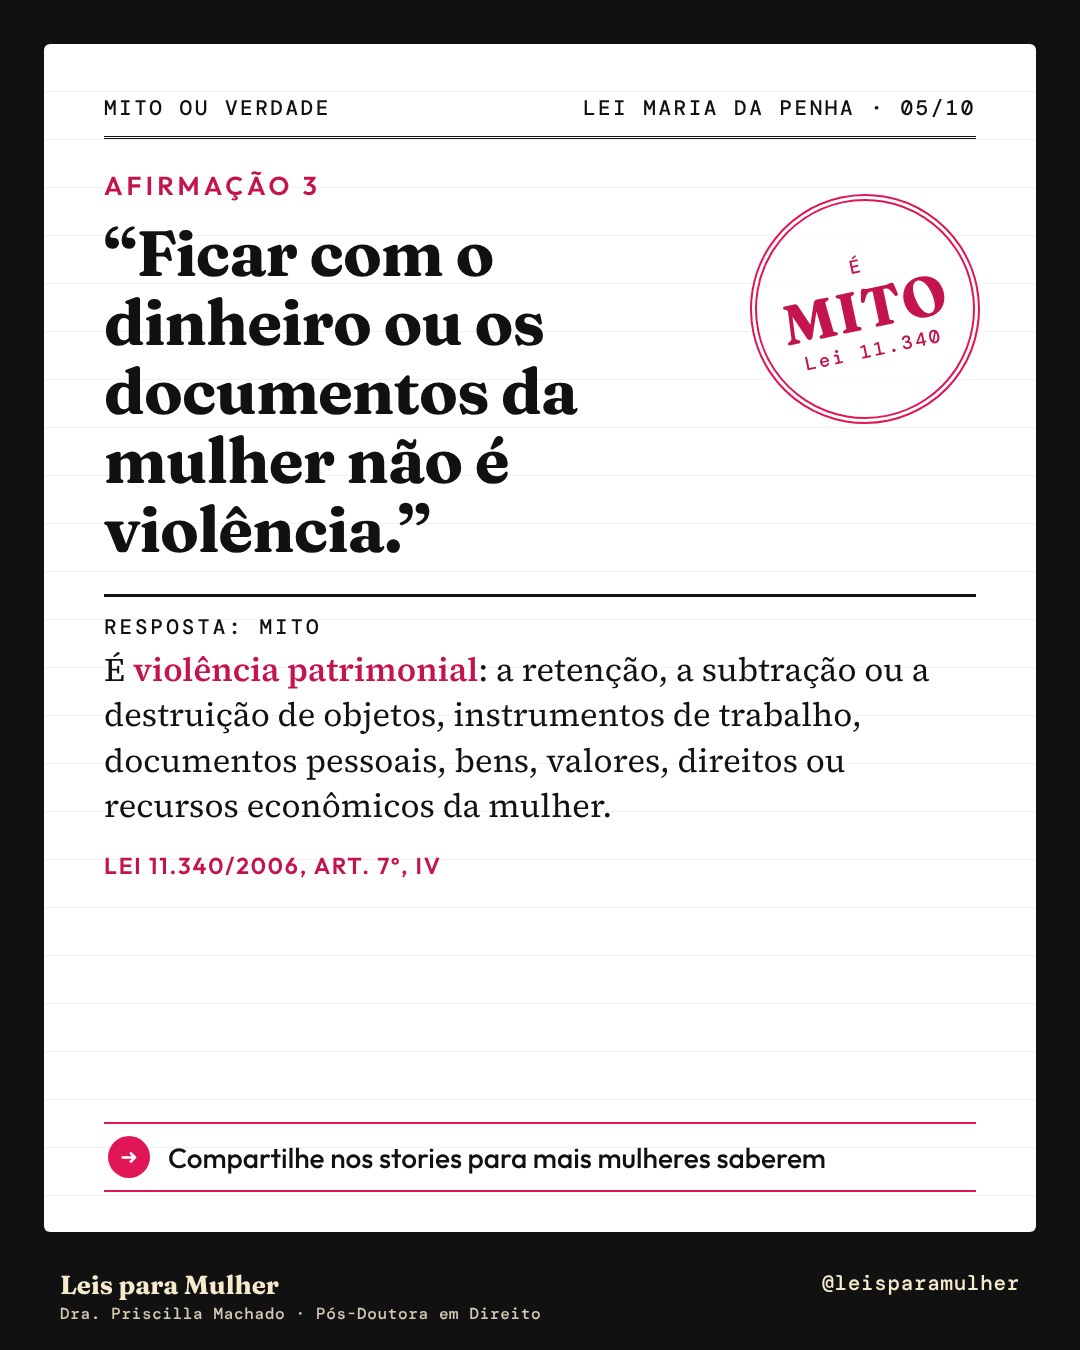 MITO OU VERDADE
LEI MARIA DA PENHA · 05/10
AFIRMAÇÃO 3
“Ficar com o
dinheiro ou os
documentos da
mulher não é
violência.”
É
MITO
Lei 11.340
RESPOSTA: MITO
É violência patrimonial: a retenção, a subtração ou a
destruição de objetos, instrumentos de trabalho,
documentos pessoais, bens, valores, direitos ou
recursos econômicos da mulher.
LEI 11.340/2006, ART. 7º, IV
Compartilhe nos stories para mais mulheres saberem
Leis para Mulher
@leisparamulher
Dra. Priscilla Machado · Pós-Doutora em Direito